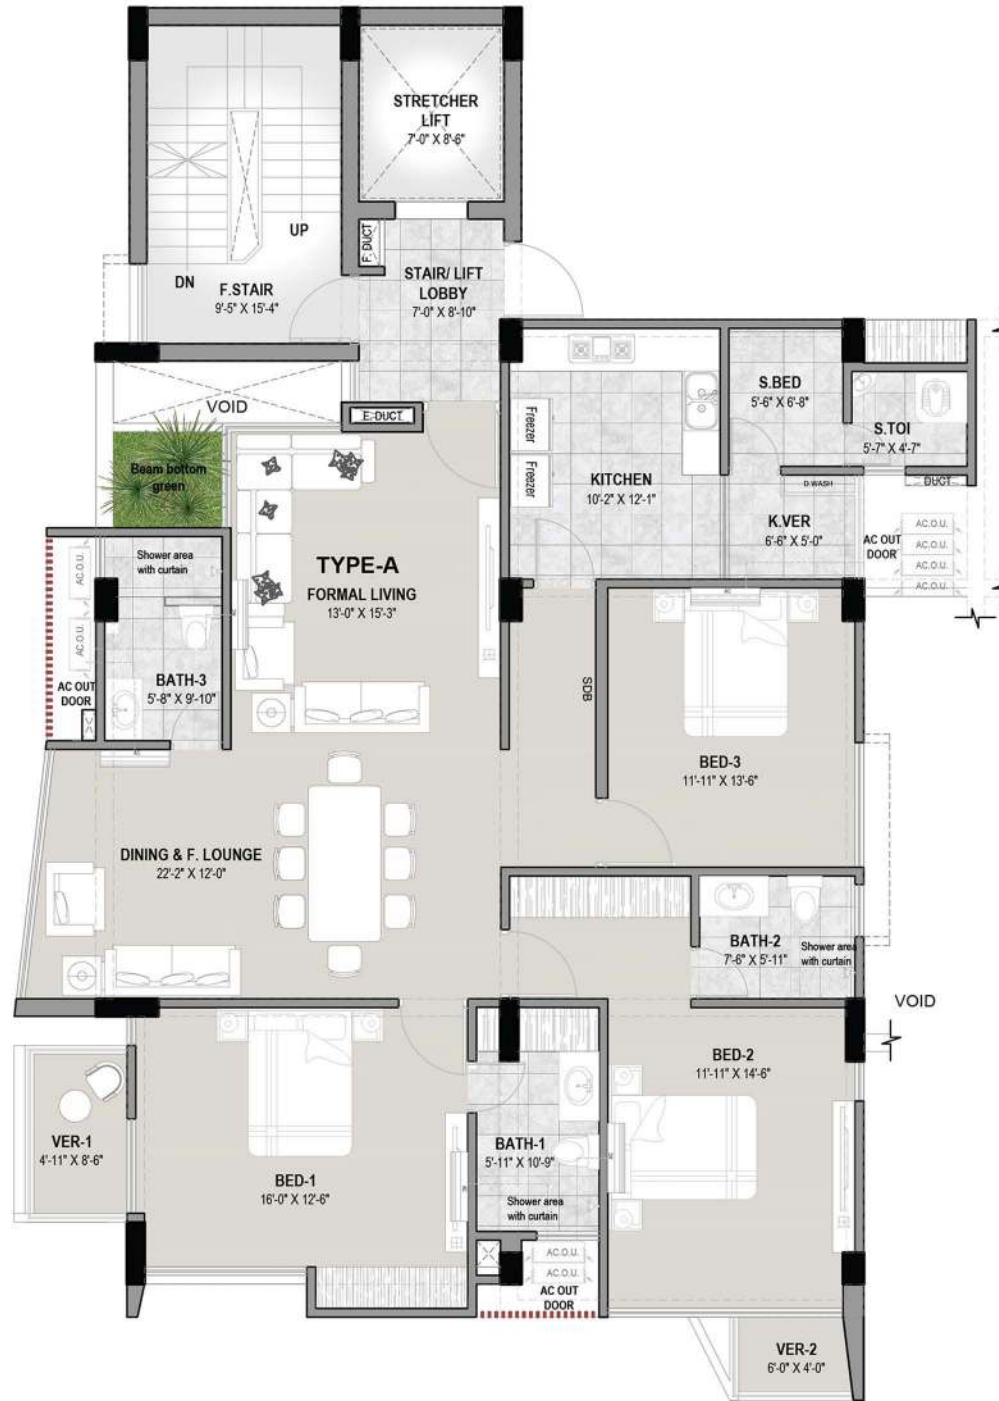 STRETCHER
LIFT
7'-0" X 8'-6"
F. DUCT
UP
DN
F.STAIR
9'-5" X 15'-4"
STAIR/ LIFT
LOBBY
7'-0" X 8'-10"
VOID
E-DUCT
Beam bottom
green
Freezer
Freezer
KITCHEN
10'-2" X 12'-1"
S.BED
5'-6" X 6'-8"
S.TOI
5'-7" X 4'-7"
D.WASH
DUCT
K.VER
6'-6" X 5'-0"
AC OUT
DOOR
AC.O.U.
AC.O.U.
AC.O.U.
AC.O.U.
TYPE-A
FORMAL LIVING
13'-0" X 15'-3"
Shower area
with curtain
AC.O.U.
AC.O.U.
AC OUT
DOOR
BATH-3
5'-8" X 9'-10"
AC
AC
AC
SDB
BED-3
11'-11" X 13'-6"
DINING & F. LOUNGE
22'-2" X 12'-0"
BATH-2
7'-6" X 5'-11"
Shower area
with curtain
VOID
BED-2
11'-11" X 14'-6"
VER-1
4'-11" X 8'-6"
BED-1
16'-0" X 12'-6"
BATH-1
5'-11" X 10'-9"
Shower area
with curtain
AC
AC
AC.O.U.
AC.O.U.
AC OUT
DOOR
VER-2
6'-0" X 4'-0"